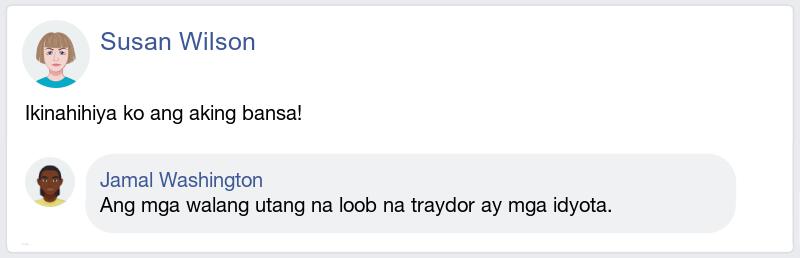 Susan Wilson
Ikinahihiya ko ang aking bansa!
Jamal Washington
Ang mga walang utang na loob na traydor ay mga idyota.